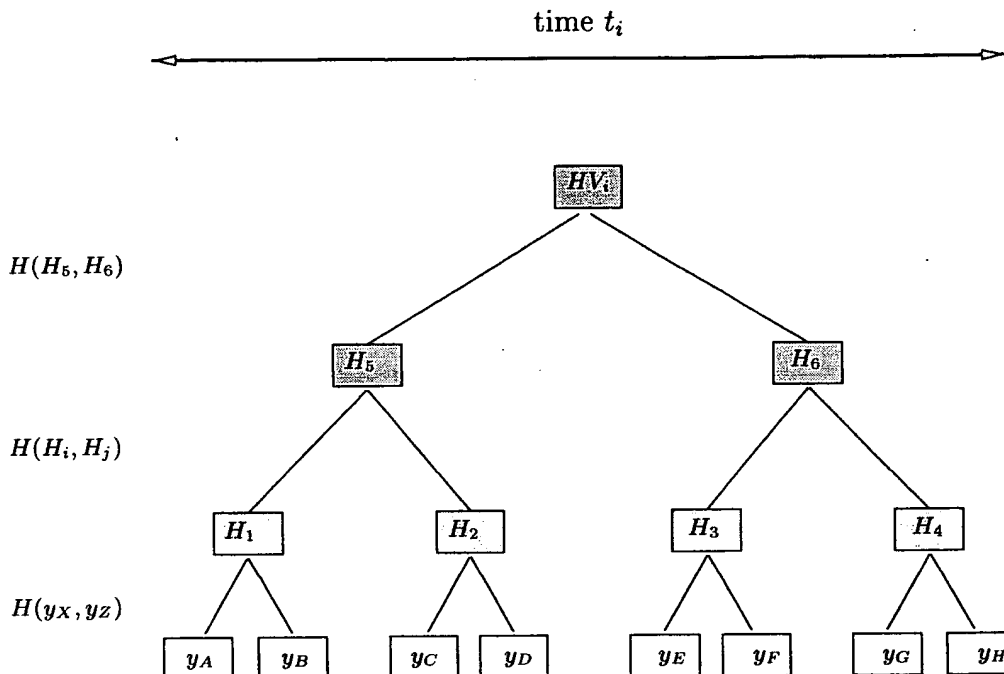 time t_i
HV_i
H(H_5, H_6)
H_5 H_6
H(H_i, H_j)
H_1 H_2 H_3 H_4
H(y_X, y_Z)
y_A y_B y_C y_D y_E y_F y_G y_H